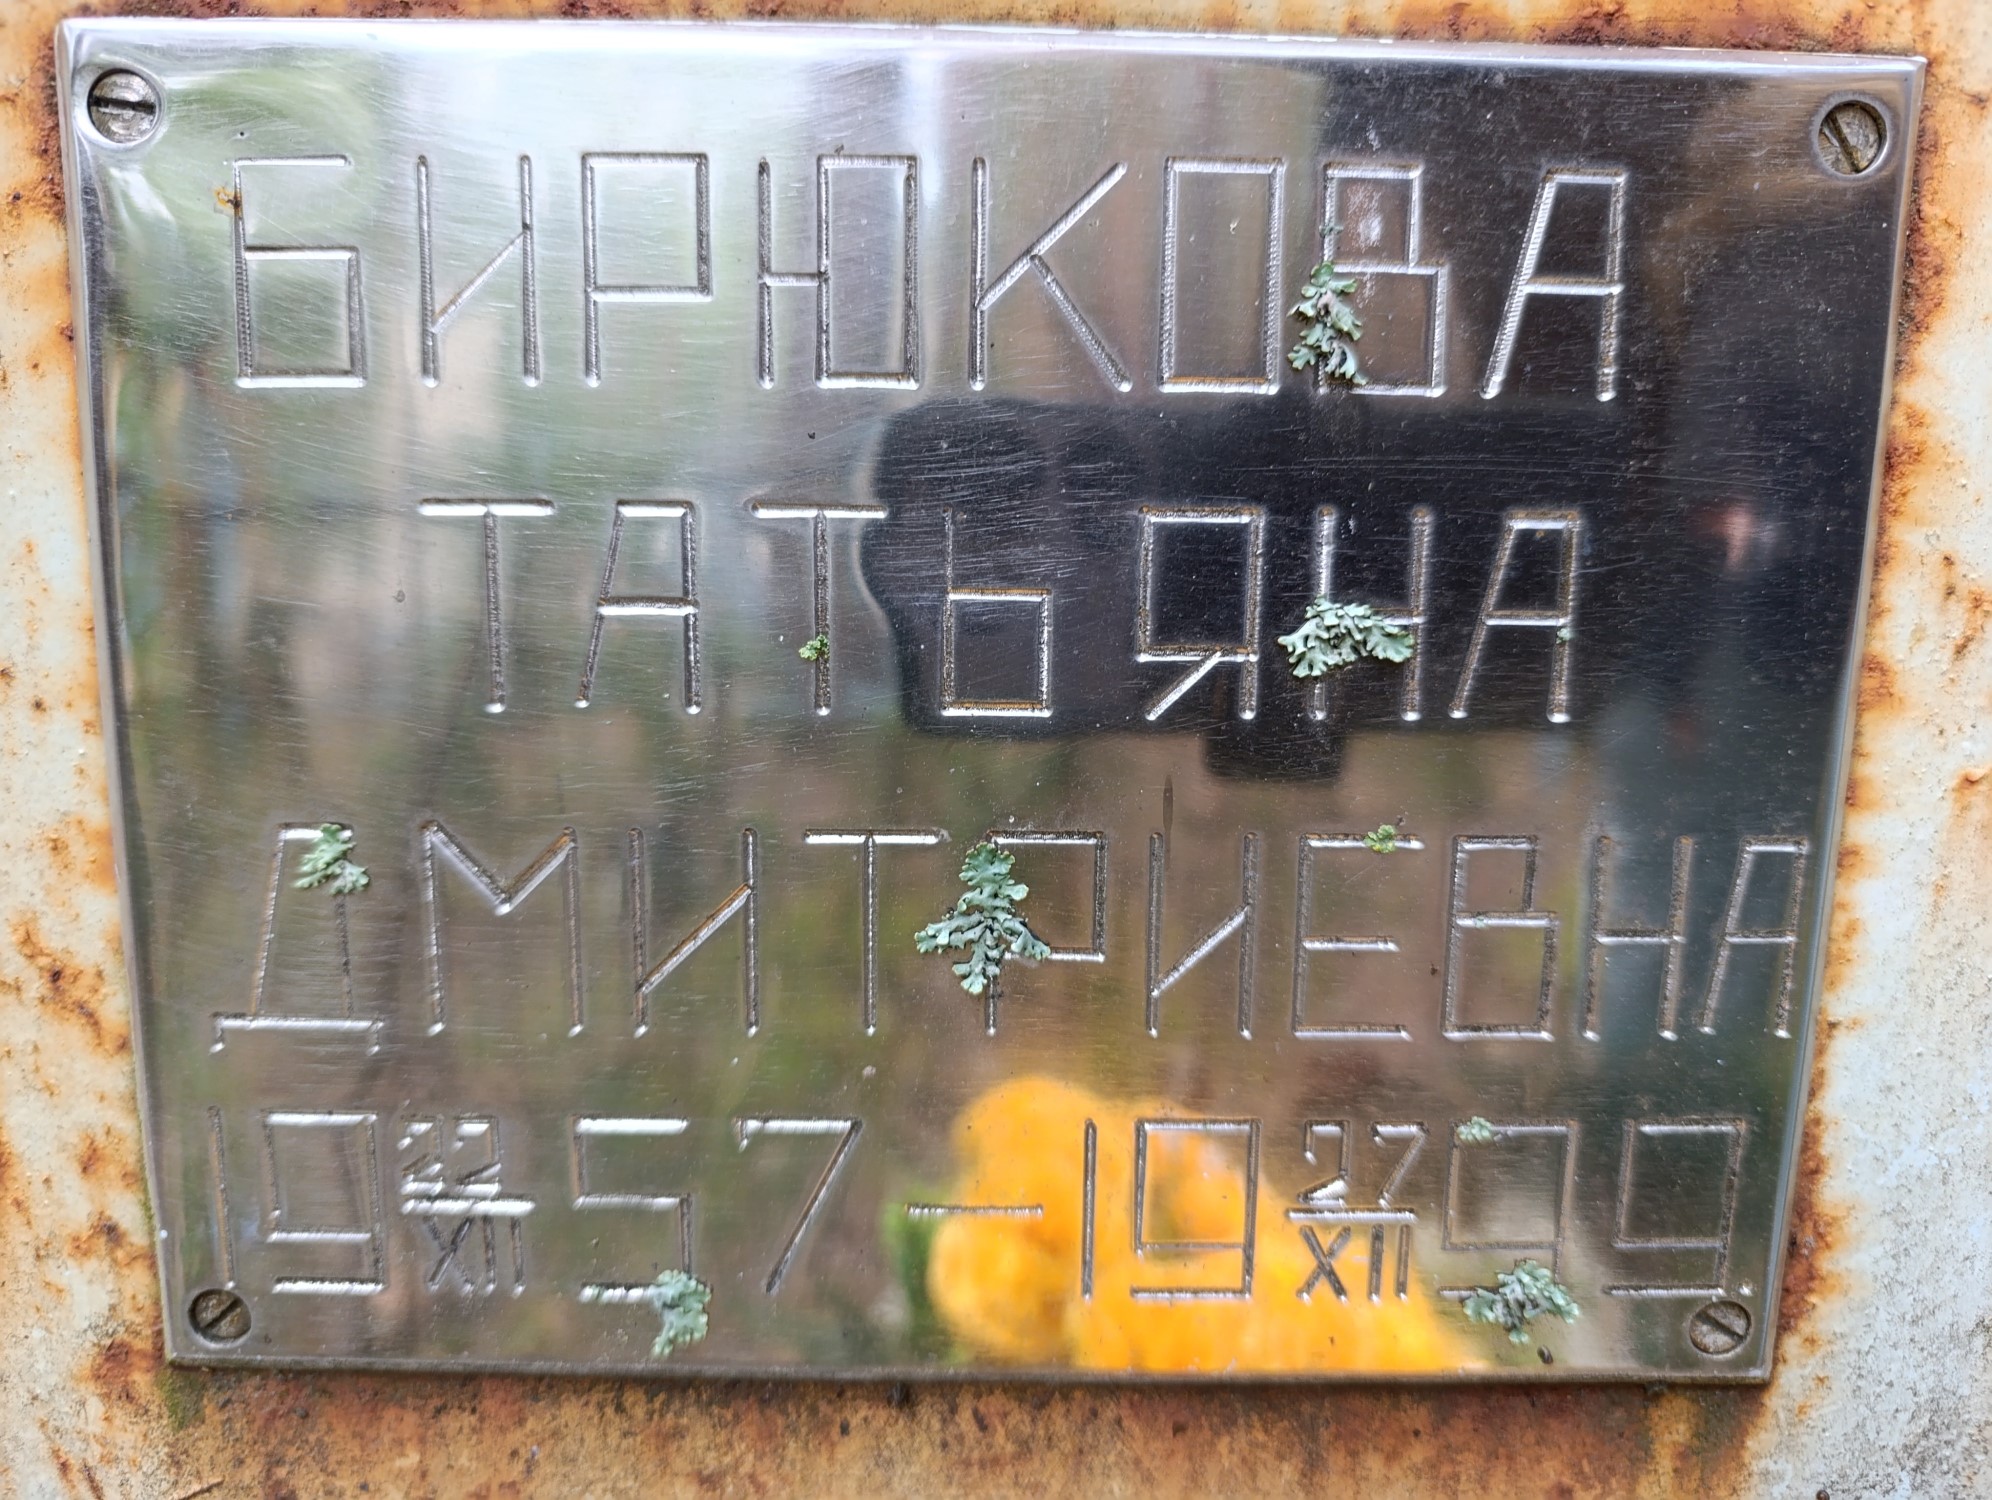 БИРЮКОВА
ТАТЬЯНА
ДМИТРИЕВНА
19 22/XII 57 – 19 27/XII 99